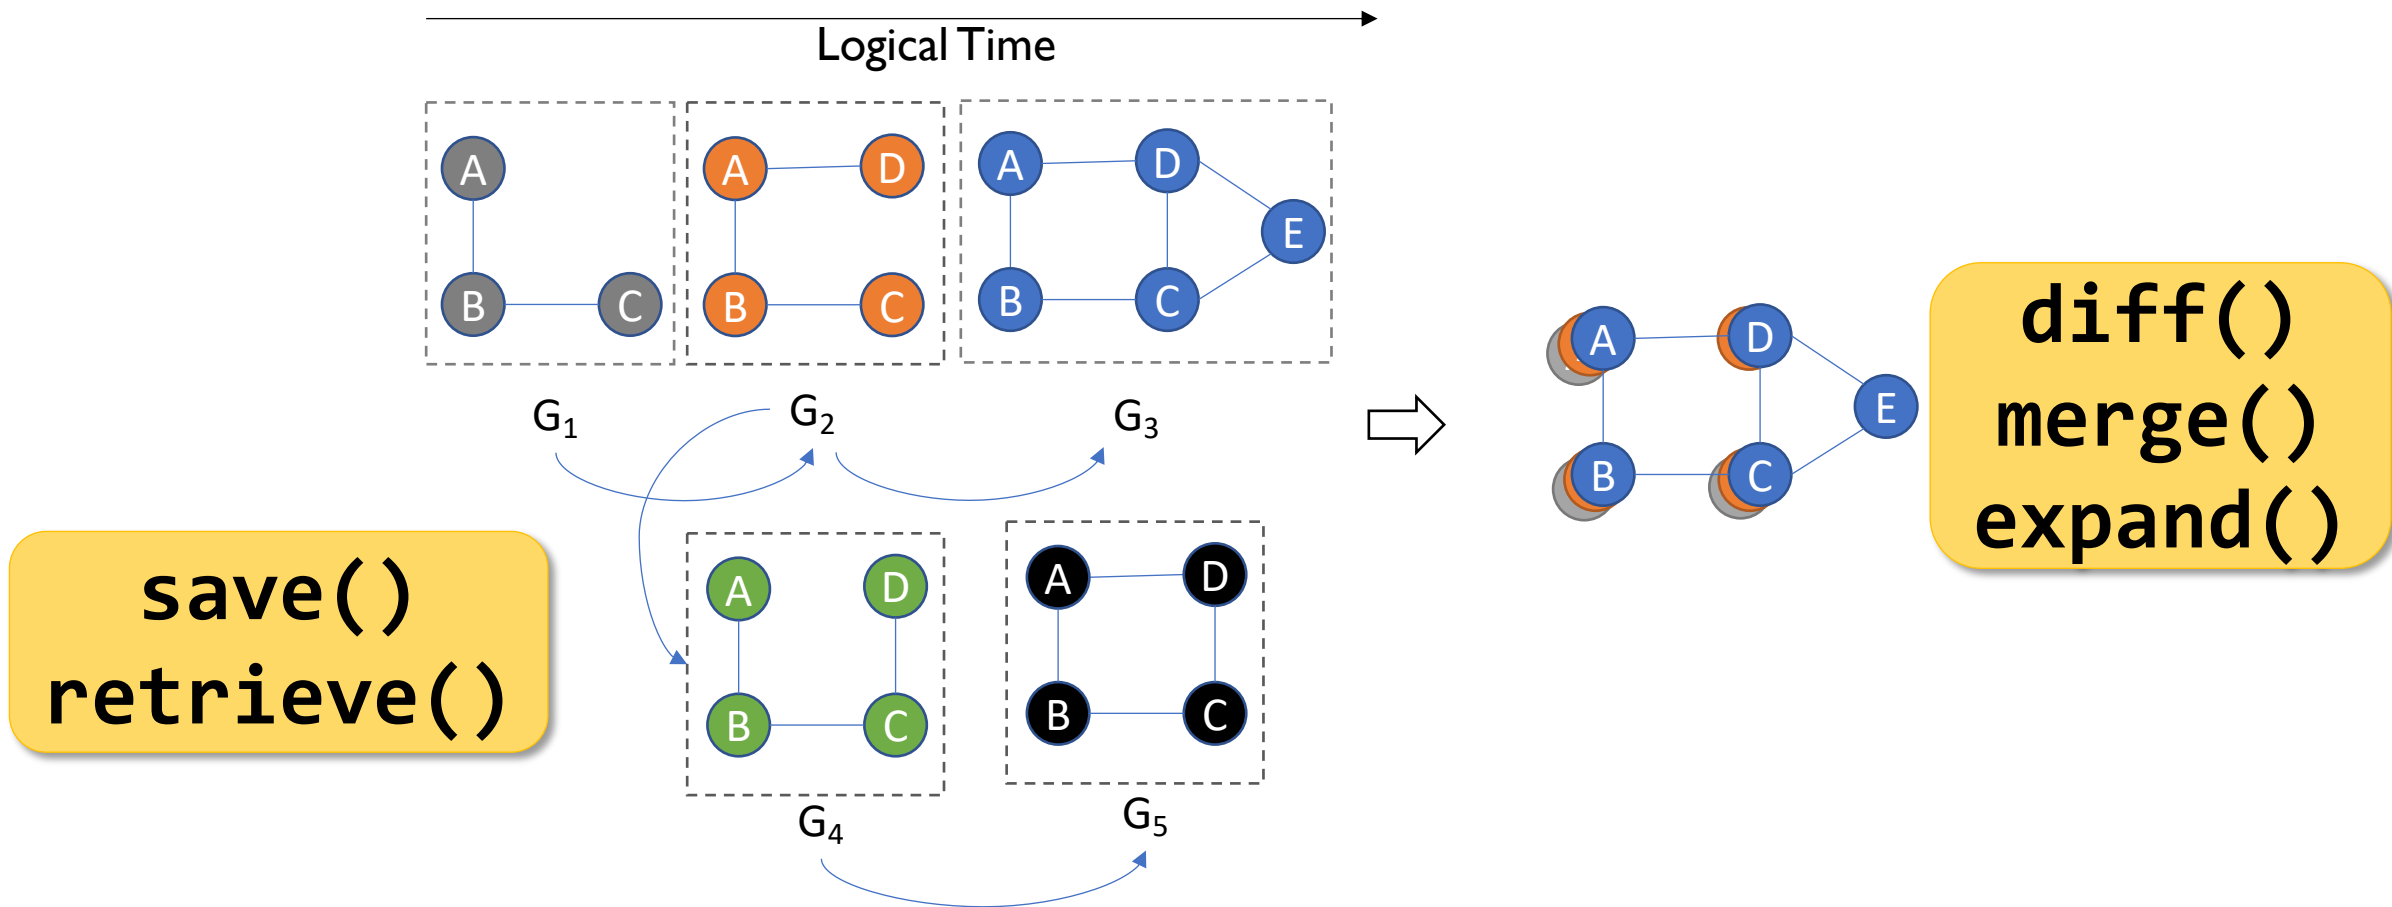 Logical Time
A
B
C
A
D
B
C
A
D
E
B
C
G1
G2
G3
save()
retrieve()
A
D
B
C
A
D
B
C
G4
G5
A
D
E
B
C
diff()
merge()
expand()